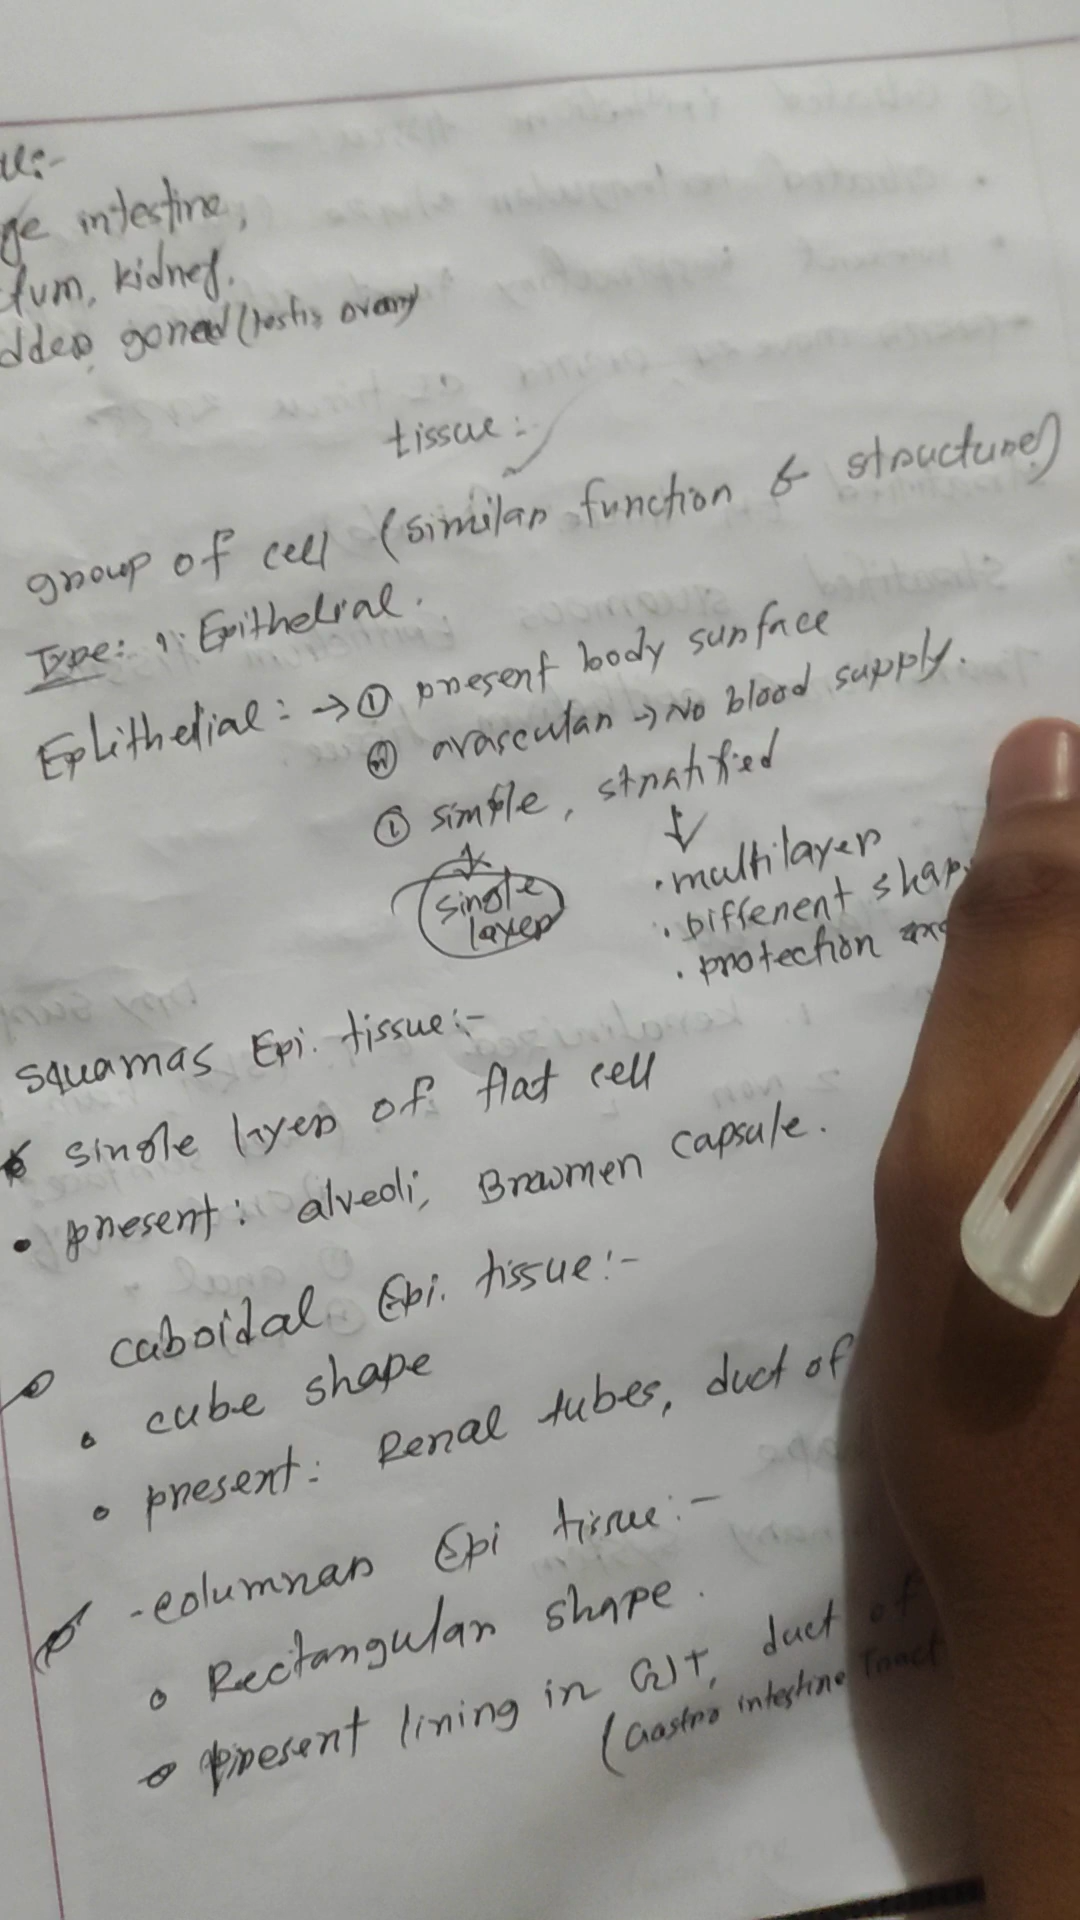 ge intestine,
tum, kidney.
dder, gonad (testis, ovary
tissue :-
group of cell (similar function & structure)
Type: 1. Epithelial.
Eplithelial: → ① present body surface
② avascular → No blood supply.
① simple, stratified
single
layer
• multilayer
• Different shap
• protection
squamas Epi. tissue:-
single layer of flat cell
• present: alveoli, Browmen capsule.
caboidal Epi. tissue:-
• cube shape
• present: Renal tubes, duct of
-columnar Epi tissue:-
• Rectangular shape.
• present lining in GIT, duct of
(Gastro intestine Tract